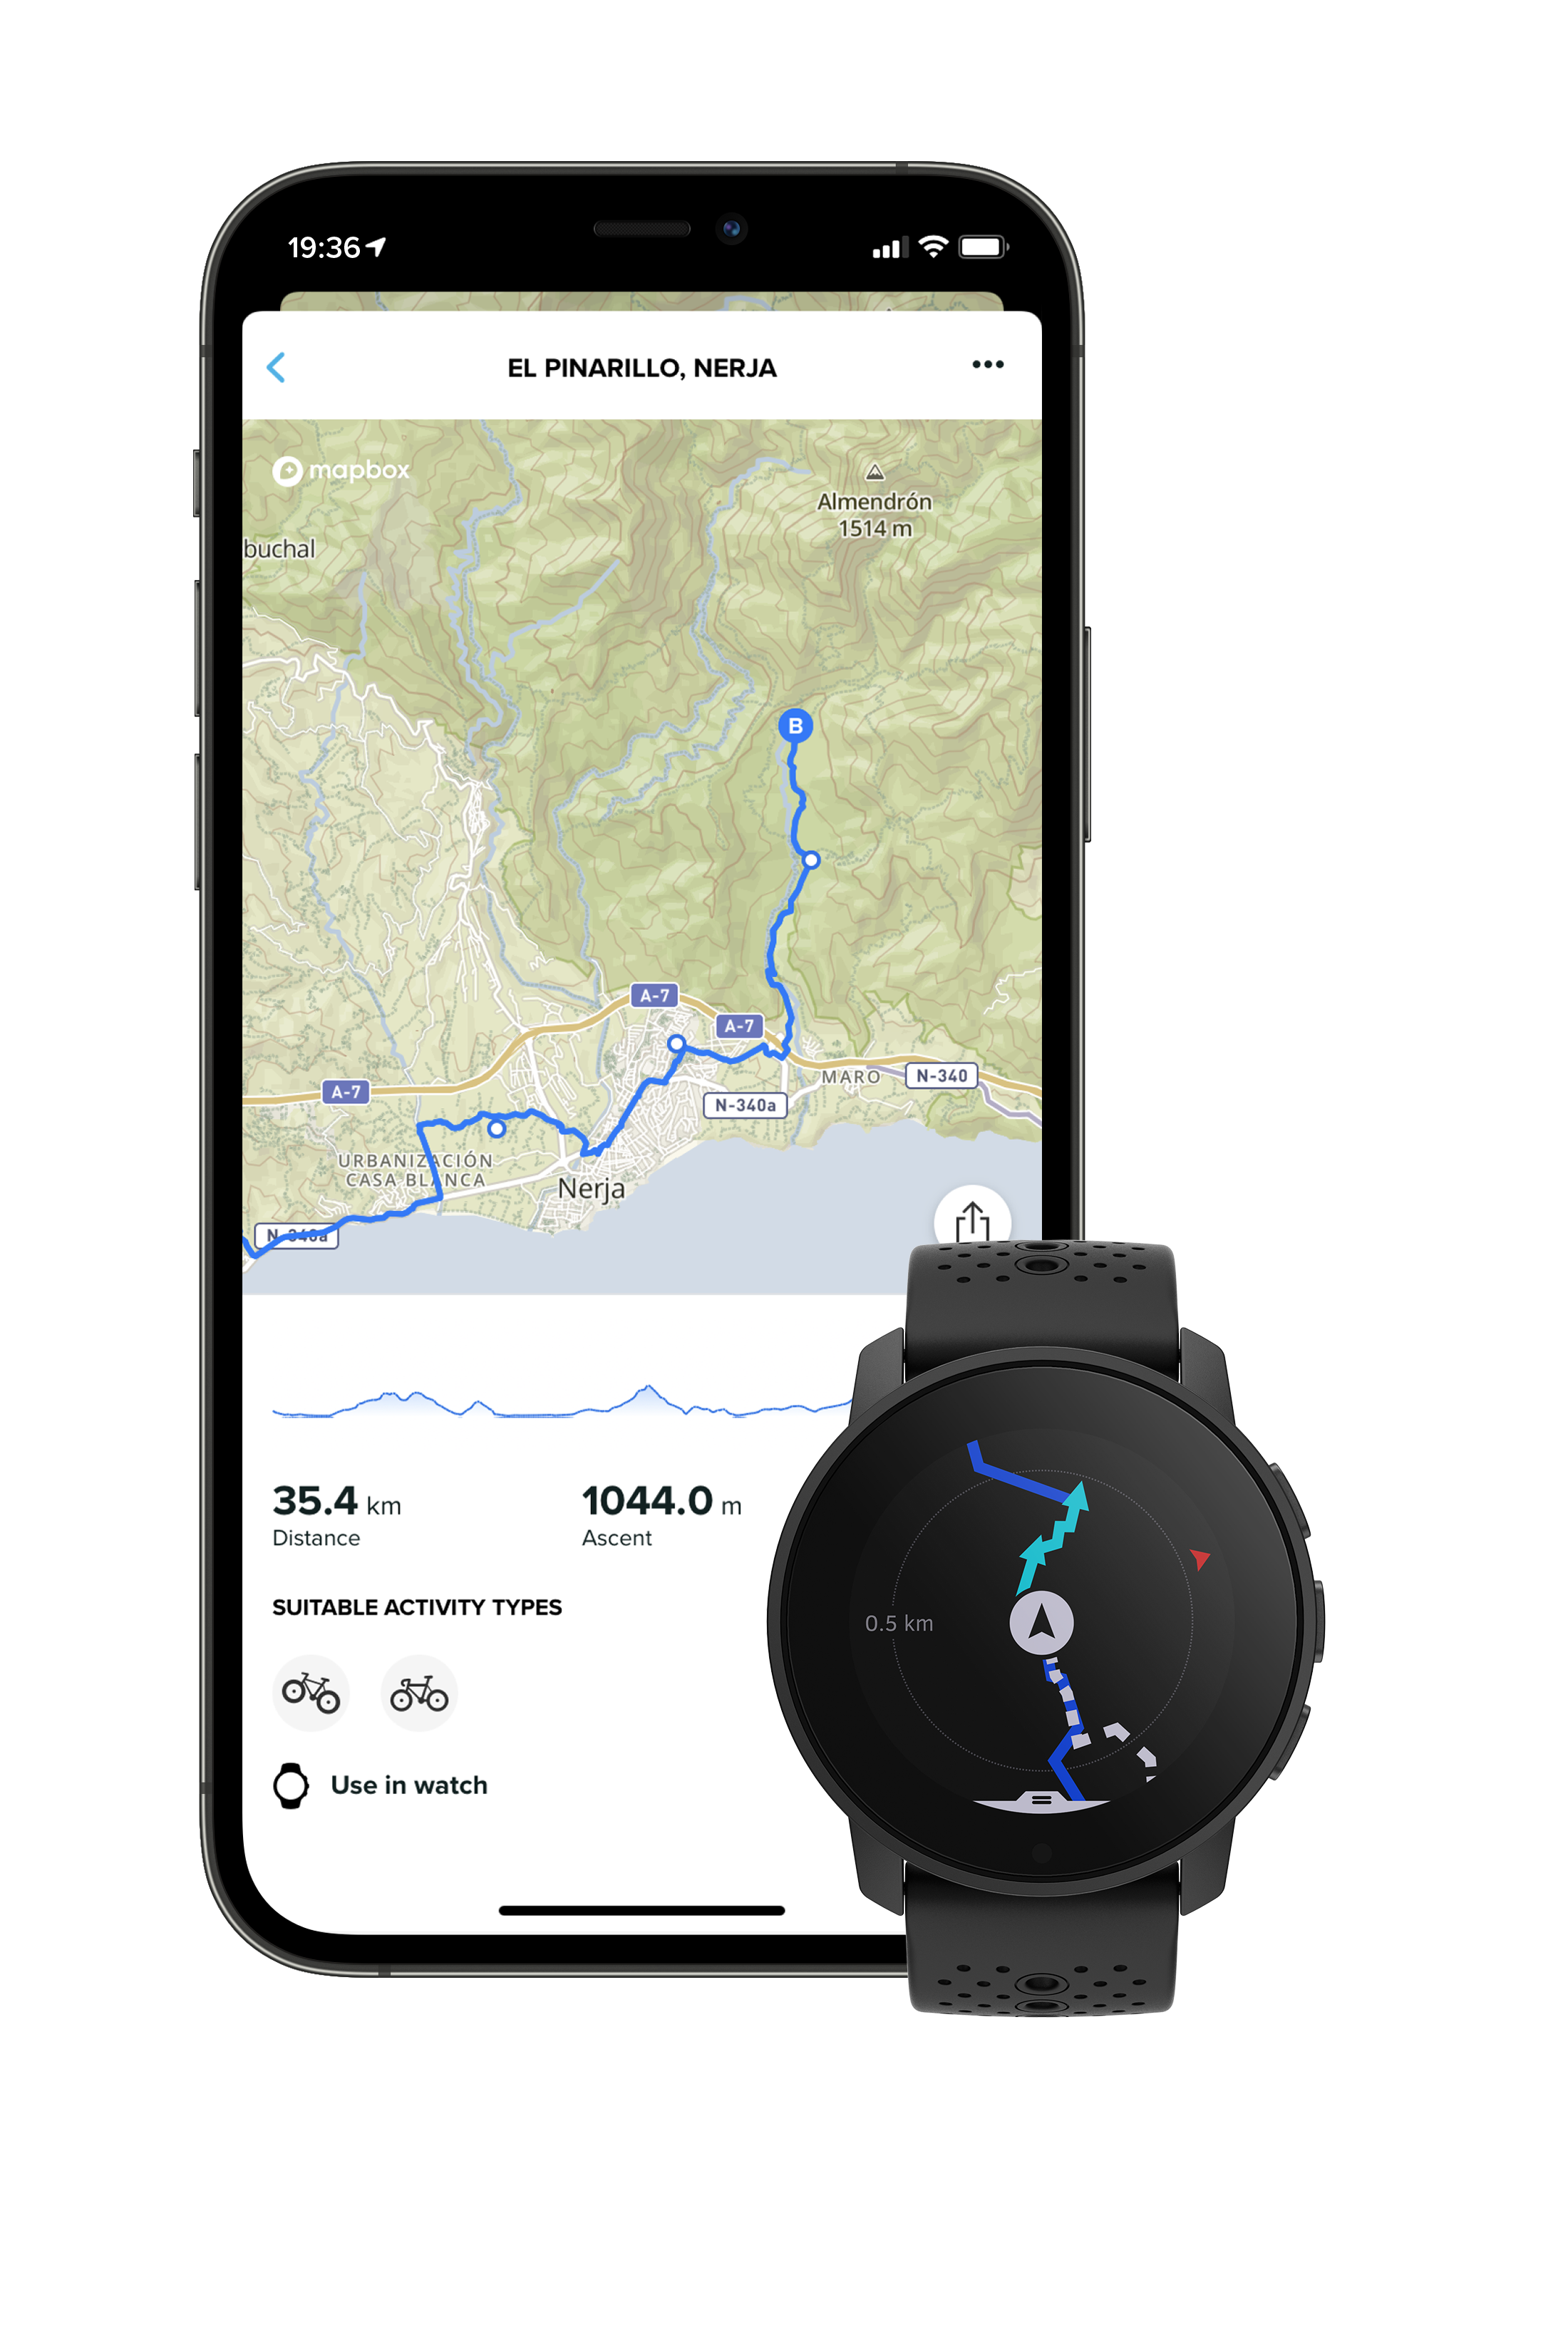 19:36
EL PINARILLO, NERJA
mapbox
Almendrón
1514 m
buchal
B
A-7
A-7
MARO
N-340
A-7
N-340a
URBANIZACIÓN
CASA BLANCA
Nerja
N-340a
35.4 km
1044.0 m
Distance
Ascent
0.5 km
SUITABLE ACTIVITY TYPES
Use in watch